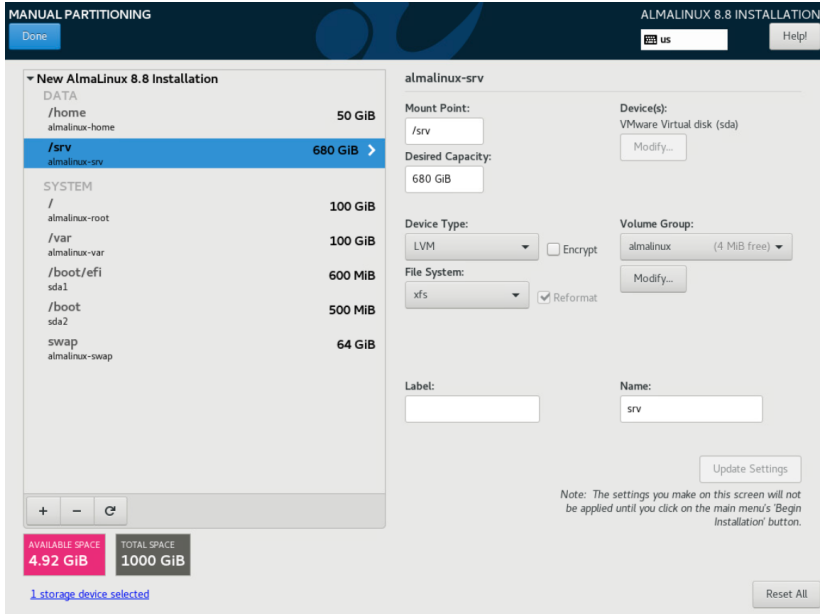 MANUAL PARTITIONING
ALMALINUX 8.8 INSTALLATION
Done
us
Help!
New AlmaLinux 8.8 Installation
DATA
/home
50 GiB
almalinux-home
/srv
680 GiB
almalinux-srv
SYSTEM
/
100 GiB
almalinux-root
/var
100 GiB
almalinux-var
/boot/efi
600 MiB
sda1
/boot
500 MiB
sda2
swap
64 GiB
almalinux-swap
+ −
AVAILABLE SPACE
4.92 GiB
TOTAL SPACE
1000 GiB
1 storage device selected
almalinux-srv
Mount Point:
/srv
Device(s):
VMware Virtual disk (sda)
Modify...
Desired Capacity:
680 GiB
Device Type:
LVM
Encrypt
Volume Group:
almalinux (4 MiB free)
Modify...
File System:
xfs
Reformat
Label:
Name:
srv
Update Settings
Note: The settings you make on this screen will not
be applied until you click on the main menu's 'Begin
Installation' button.
Reset All